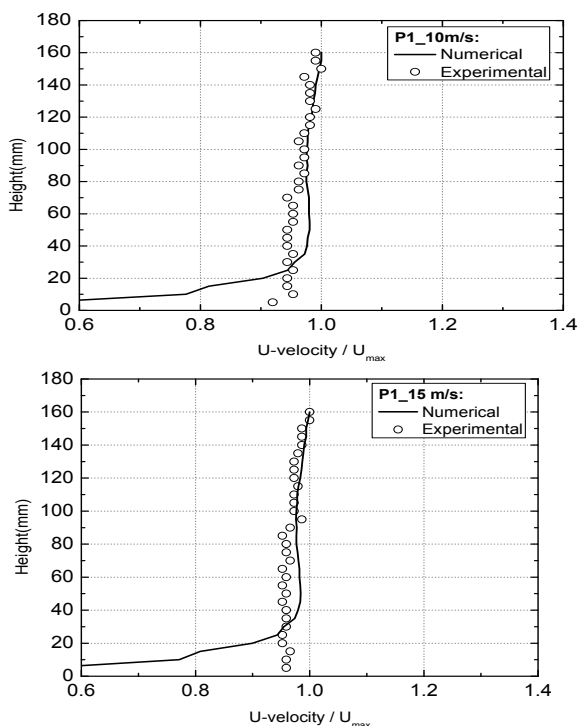 160
140
120
100
80
60
40
20
0
180
Height(mm)
P1_10m/s:
Numerical
Experimental
0.6 0.8 1.0 1.2 1.4
U-velocity / Umax
180
160
140
120
100
80
60
40
20
0
Height(mm)
P1_15 m/s:
Numerical
Experimental
0.6 0.8 1.0 1.2 1.4
U-velocity / Umax